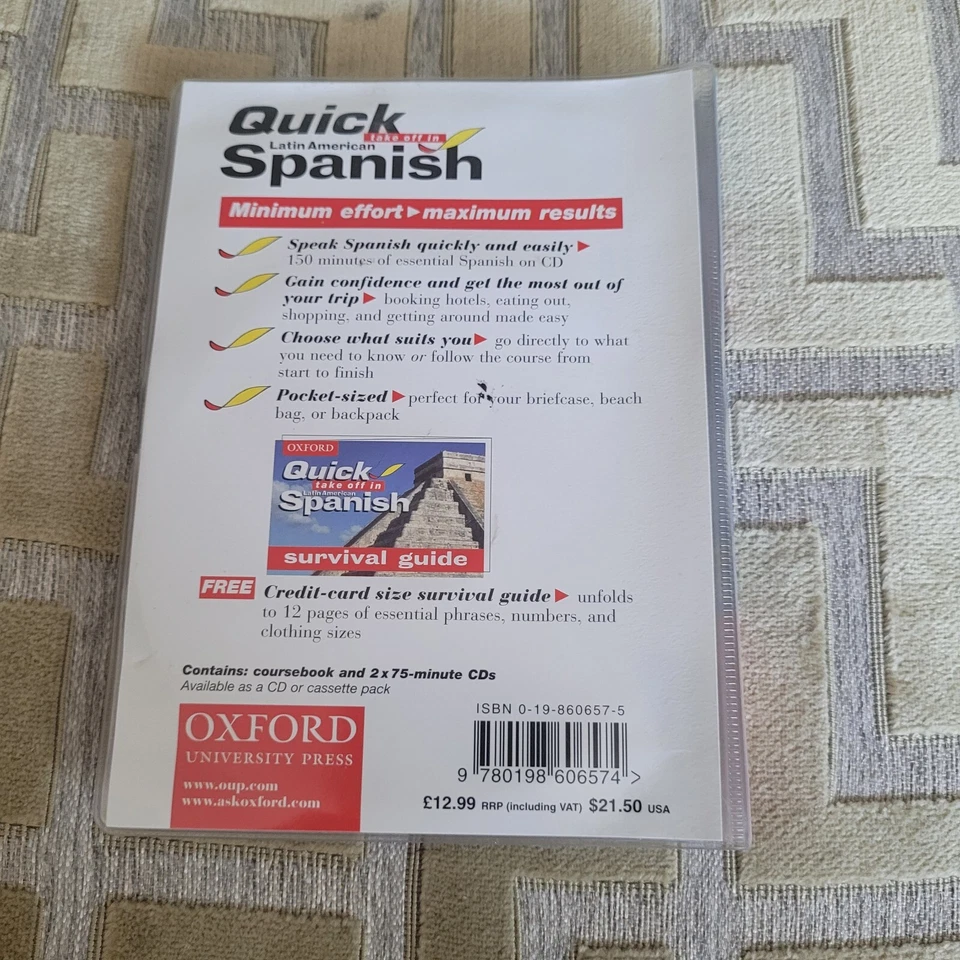 Quick
take off in
Latin American
Spanish
Minimum effort▶maximum results
Speak Spanish quickly and easily▶
150 minutes of essential Spanish on CD
Gain confidence and get the most out of
your trip▶ booking hotels, eating out,
shopping, and getting around made easy
Choose what suits you▶ go directly to what
you need to know or follow the course from
start to finish
Pocket-sized ▶perfect for your briefcase, beach
bag, or backpack
OXFORD
Quick
take off in
Latin American
Spanish
survival guide
FREE Credit-card size survival guide▶ unfolds
to 12 pages of essential phrases, numbers, and
clothing sizes
Contains: coursebook and 2 x 75-minute CDs
Available as a CD or cassette pack
OXFORD
UNIVERSITY PRESS
www.oup.com
www.askoxford.com
ISBN 0-19-860657-5
9 780198 606574 >
£12.99 RRP (including VAT) $21.50 USA